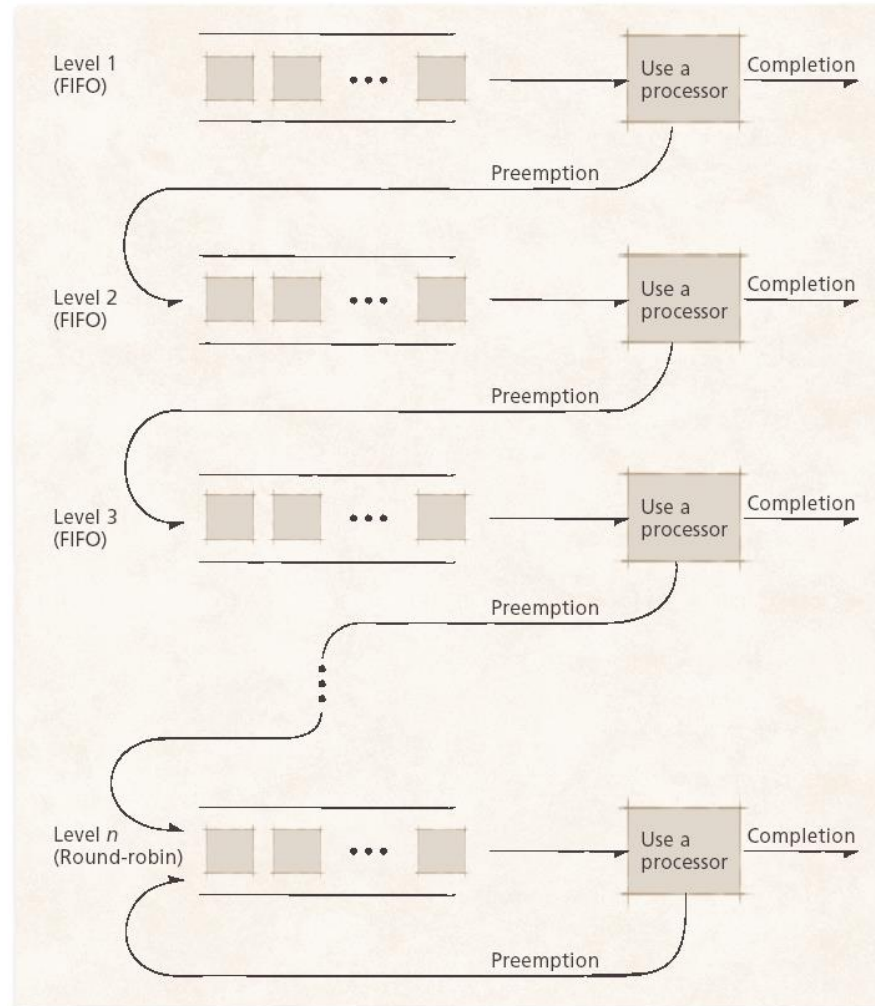 Level 1
(FIFO)
Use a
processor
Completion
Preemption
Level 2
(FIFO)
Use a
processor
Completion
Preemption
Level 3
(FIFO)
Use a
processor
Completion
Preemption
Level n
(Round-robin)
Use a
processor
Completion
Preemption